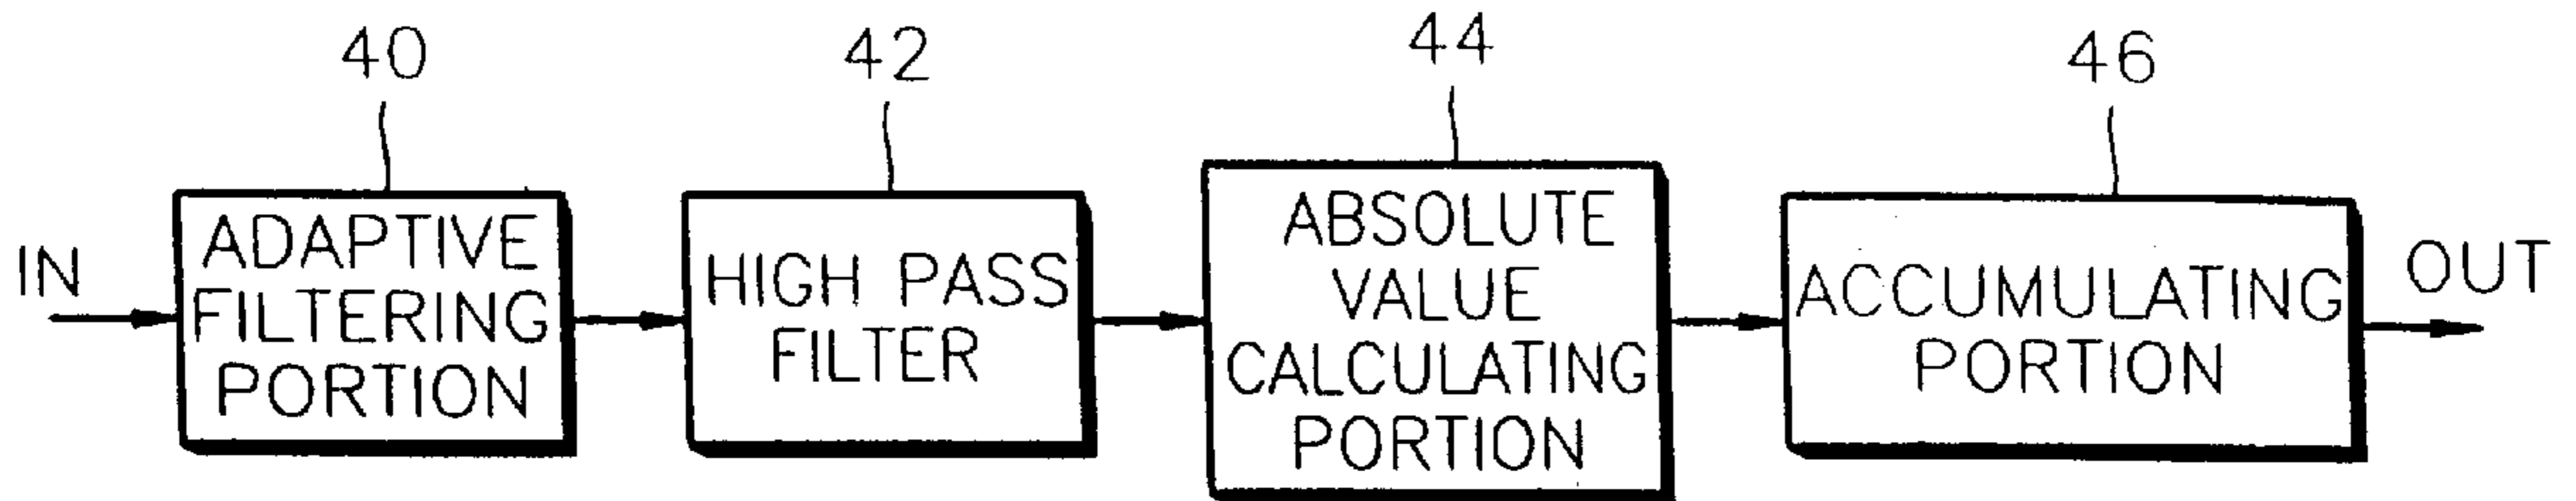 40
42
44
46
IN
ADAPTIVE
FILTERING
PORTION
HIGH PASS
FILTER
ABSOLUTE
VALUE
CALCULATING
PORTION
ACCUMULATING
PORTION
OUT